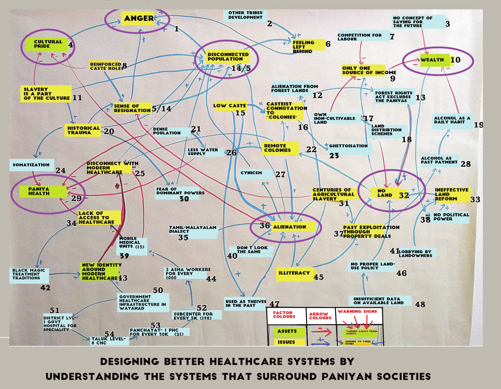 OTHER TRIBES
DEVELOPMENT
2
NO CONCEPT OF
SAVING FOR
THE FUTURE
3
ANGER
1
CULTURAL
PRIDE
4
DISCONNECTED
POPULATION
14/5
FEELING
LEFT
BEHIND
6
COMPETITION FOR
LABOUR
7
WEALTH
10
REINFORCED
CASTE ROLES
ONLY ONE
SOURCE OF INCOME
9
SLAVERY
IS A PART
OF THE CULTURE
11
ALIENATION FROM
FOREST LANDS
12
FOREST RIGHTS
ACT EXCLUDES
THE PANIYAS
13
SENSE OF
RESIGNATION
5/14
LOW CASTE
15
CASTEIST
CONNOTATION
TO
'COLONIES'
16
OWN
NON-CULTIVABLE
LAND
17
LAND
DISTRIBUTION
SCHEMES
18
ALCOHOL AS A
DAILY HABIT
19
HISTORICAL
TRAUMA
20
DENSE
POPULATION
21
LESS WATER
SUPPLY
26
REMOTE
COLONIES
22
GHETTOISATION
23
SOMATIZATION
24
DISCONNECT WITH
MODERN
HEALTHCARE
25
CYNICISM
27
ALCOHOL AS
PAST TIME
28
PANIYA
HEALTH
29
FEAR OF
DOMINANT POWERS
30
CENTURIES OF
AGRICULTURAL
SLAVERY
31
NO
LAND
32
INEFFECTIVE
LAND
REFORM
33
LACK OF
ACCESS TO
HEALTHCARE
34
TAMIL-MALAYALAM
DIALECT
35
ALIENATION
36
PAST EXPLOITATION
THROUGH
PROPERTY DEALS
37
NO POLITICAL
POWER
38
MOBILE
MEDICAL
UNITS (15)
39
DON'T LOOK
THE SAME
40
LOBBYING BY
LANDOWNERS
41
BLACK MAGIC
TREATMENT
TRADITIONS
42
NEW IDENTITY
AROUND
MODERN
HEALTHCARE
43
2 ASHA WORKERS
FOR EVERY
1000
44
ILLITERACY
45
NO PROPER LAND-
USE POLICY
46
GOVERNMENT
HEALTHCARE
INFRASTRUCTURE IN
WAYANAD
50
USED AS THIEVES
IN THE PAST
47
INSUFFICIENT DATA
ON AVAILABLE LAND
48
51
DISTRICT LVL-
1 GOVT
HOSPITAL FOR
SPECIALITY
SUBCENTER FOR
52
53
PANCHAYAT- 1 PHC
FOR EVERY 30K
54
TALUK LEVEL-
CHC
FACTOR
COLOURS
ARROW
COLOURS
WARNING SIGNS
ASSETS
ISSUES
DESIGNING BETTER HEALTHCARE SYSTEMS BY
UNDERSTANDING THE SYSTEMS THAT SURROUND PANIYAN SOCIETIES